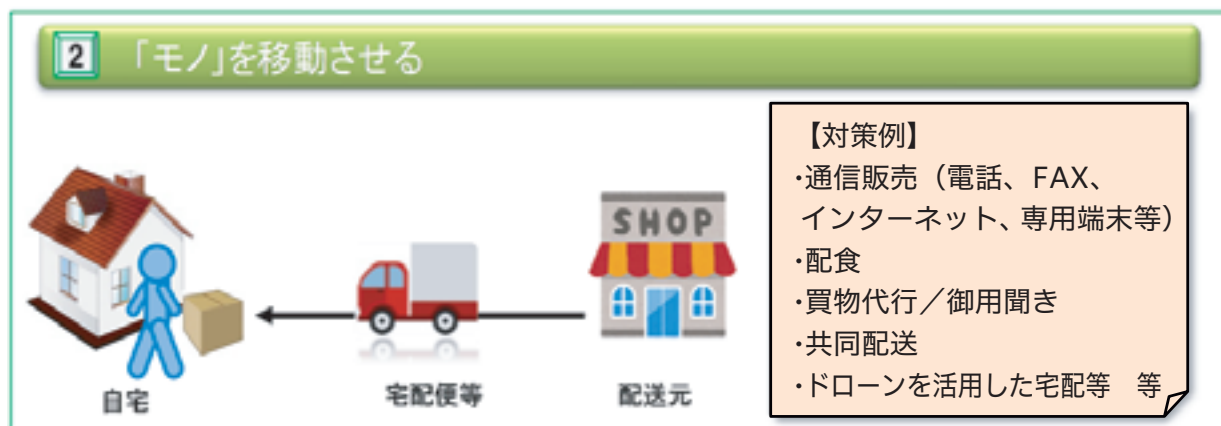 2 「モノ」を移動させる
【対策例】
・通信販売（電話、FAX、
インターネット、専用端末等）
・配食
・買物代行／御用聞き
・共同配送
・ドローンを活用した宅配等　等
SHOP
自宅
宅配便等
配送元